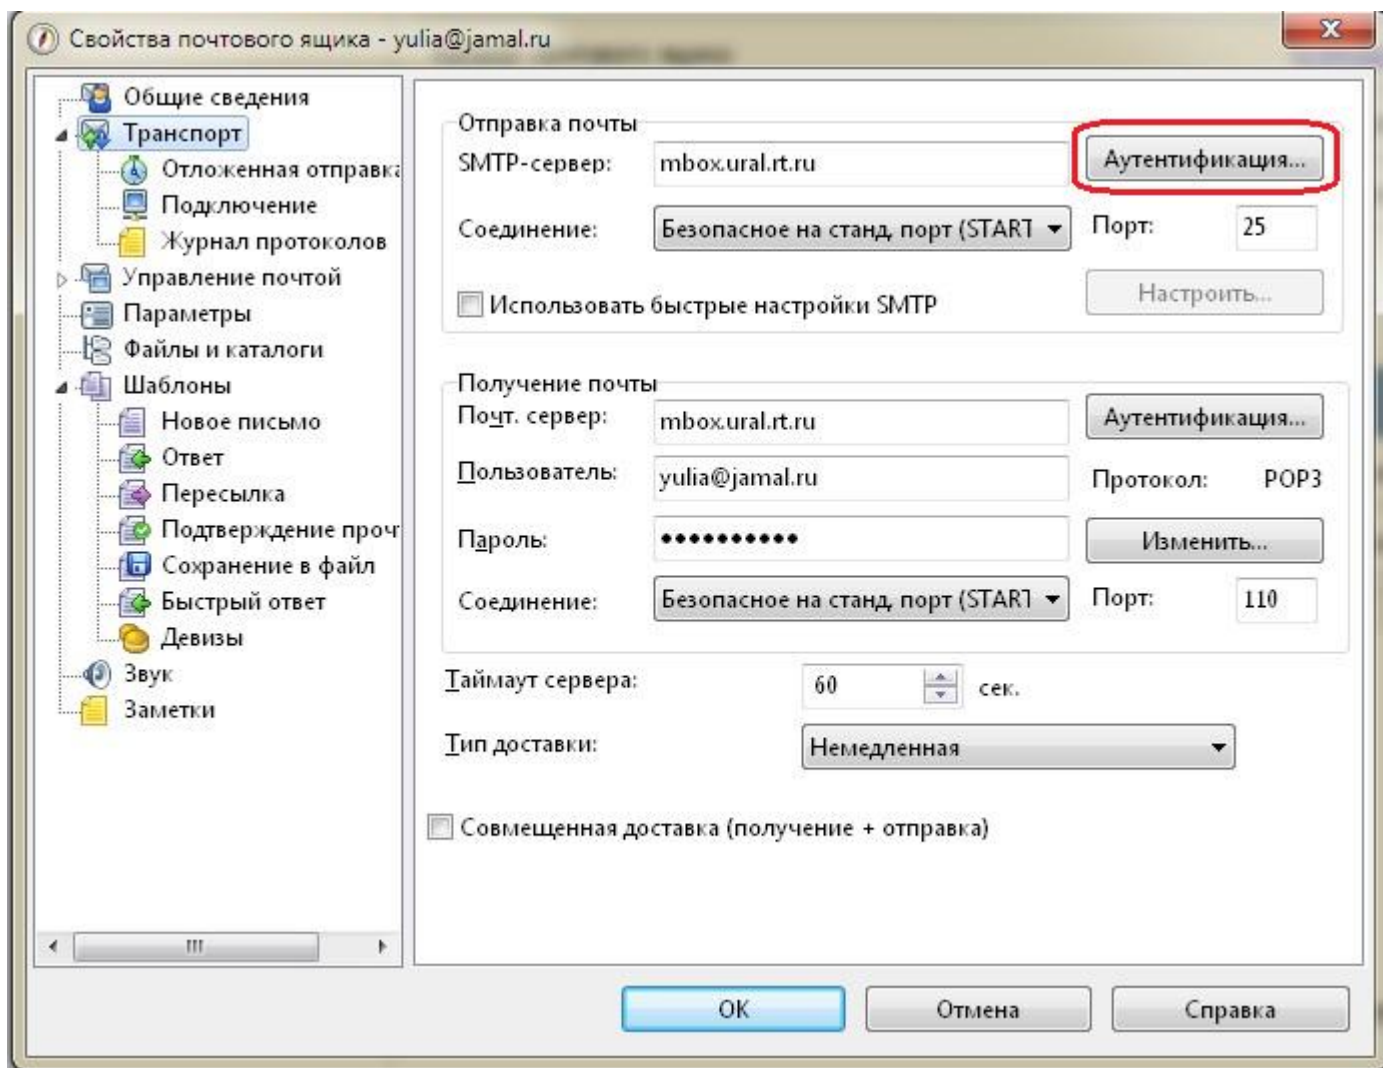 Свойства почтового ящика - yulia@jamal.ru
Общие сведения
Транспорт
Отложенная отправка
Подключение
Журнал протоколов
Управление почтой
Параметры
Файлы и каталоги
Шаблоны
Новое письмо
Ответ
Пересылка
Подтверждение проч
Сохранение в файл
Быстрый ответ
Девизы
Звук
Заметки
Отправка почты
SMTP-сервер: mbox.ural.rt.ru Аутентификация...
Соединение: Безопасное на станд. порт (START Порт: 25
Использовать быстрые настройки SMTP Настроить...
Получение почты
Почт. сервер: mbox.ural.rt.ru Аутентификация...
Пользователь: yulia@jamal.ru Протокол: POP3
Пароль: •••••••••• Изменить...
Соединение: Безопасное на станд. порт (START Порт: 110
Таймаут сервера: 60 сек.
Тип доставки: Немедленная
Совмещенная доставка (получение + отправка)
OK Отмена Справка